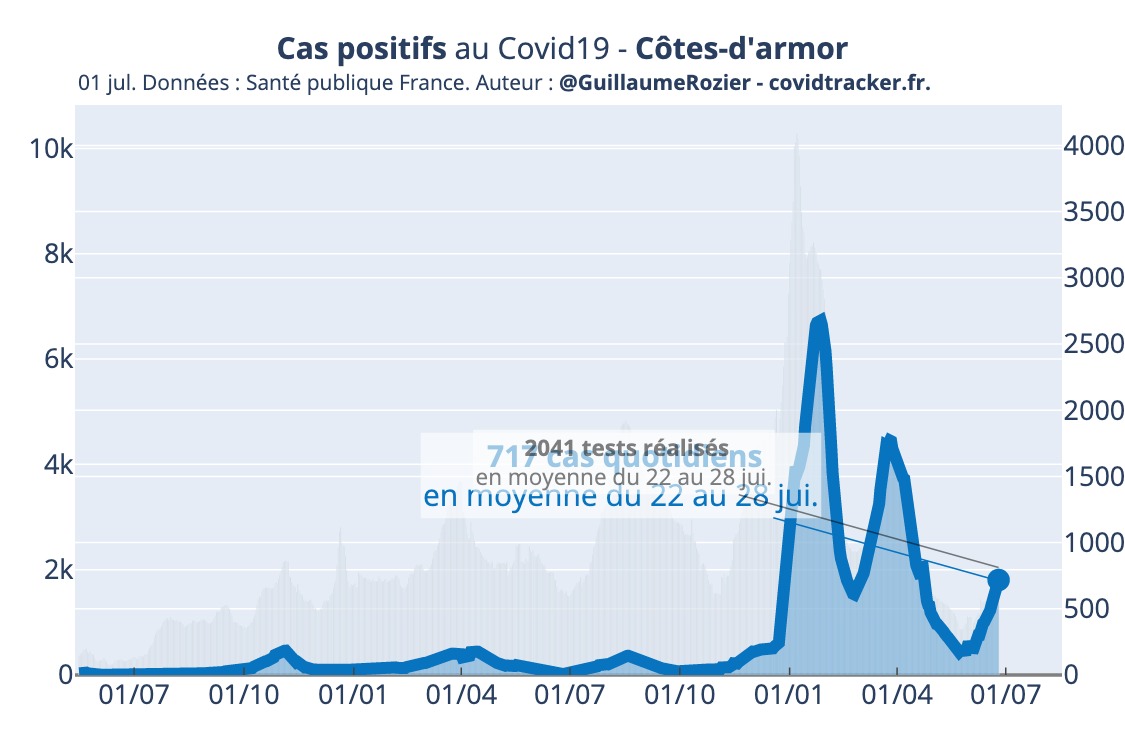 Cas positifs au Covid19 - Côtes-d'armor
01 jul. Données : Santé publique France. Auteur : @GuillaumeRozier - covidtracker.fr.
10k
8k
6k
4k
2k
0
4000
3500
3000
2500
2000
1500
1000
500
0
2041 tests réalisés
en moyenne du 22 au 28 jui.
717 cas quotidiens
en moyenne du 22 au 28 jui.
01/07 01/10 01/01 01/04 01/07 01/10 01/01 01/04 01/07